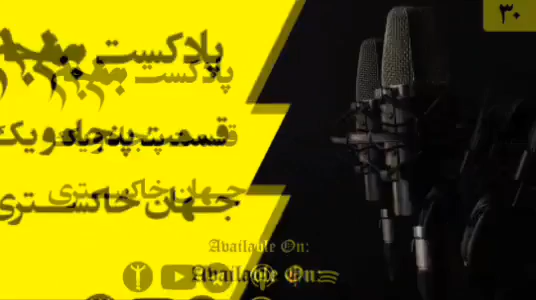 ۳۰
پادکست
قسمت پنجاه و یک
جهان خاکستری
Available On: